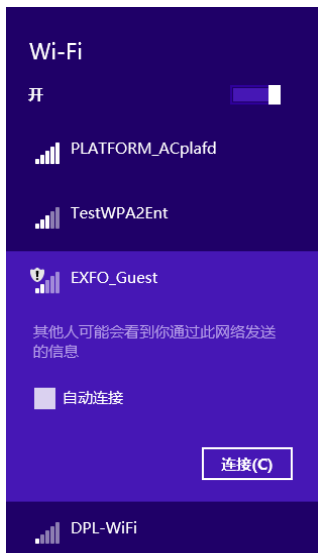 Wi-Fi
开
PLATFORM_ACplafd
TestWPA2Ent
EXFO_Guest
其他人可能会看到你通过此网络发送
的信息
自动连接
连接(C)
DPL-WiFi